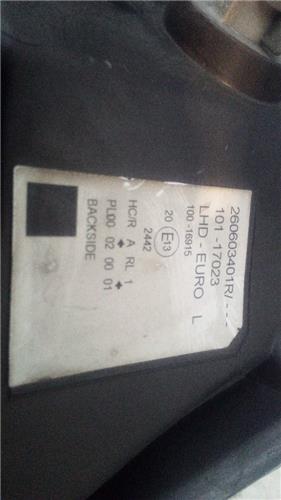 260603401R/---
101 -17023
LHD - EURO L
100 -16915
20 E13
2442
HC/R A RL 1
PL00 02 00 01
BACKSIDE